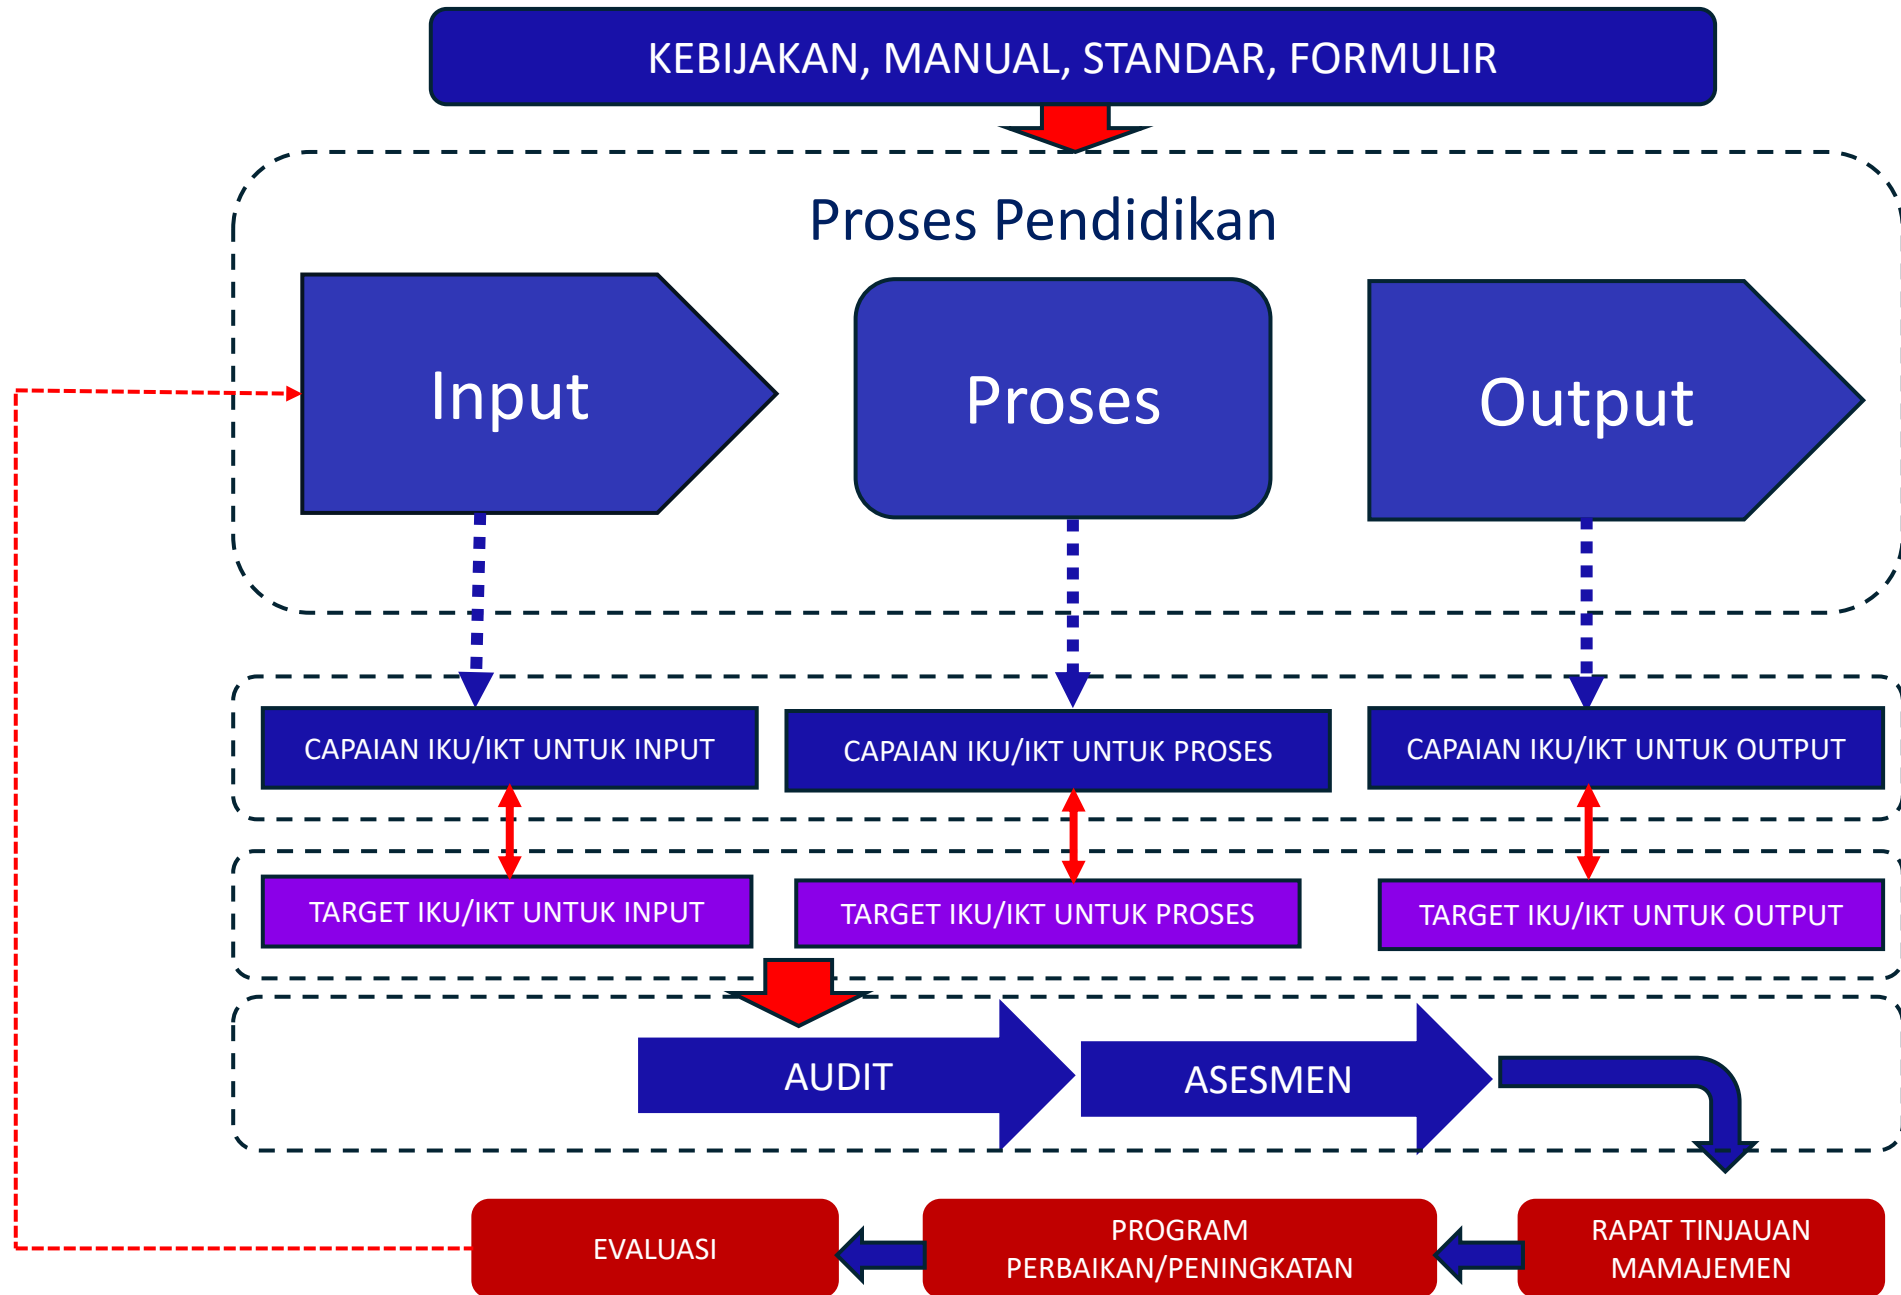 KEBIJAKAN, MANUAL, STANDAR, FORMULIR
Proses Pendidikan
Input
Proses
Output
CAPAIAN IKU/IKT UNTUK INPUT
CAPAIAN IKU/IKT UNTUK PROSES
CAPAIAN IKU/IKT UNTUK OUTPUT
TARGET IKU/IKT UNTUK INPUT
TARGET IKU/IKT UNTUK PROSES
TARGET IKU/IKT UNTUK OUTPUT
AUDIT
ASESMEN
EVALUASI
PROGRAM
PERBAIKAN/PENINGKATAN
RAPAT TINJAUAN
MAMAJEMEN